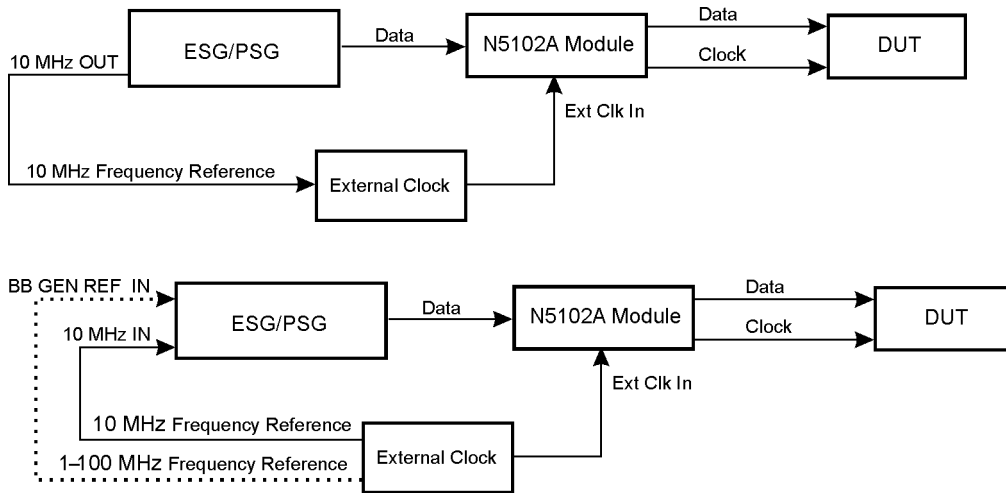 ESG/PSG
Data
N5102A Module
Data
Clock
DUT
10 MHz OUT
Ext Clk In
10 MHz Frequency Reference
External Clock
BB GEN REF IN
10 MHz IN
ESG/PSG
Data
N5102A Module
Data
Clock
DUT
Ext Clk In
10 MHz Frequency Reference
1–100 MHz Frequency Reference
External Clock